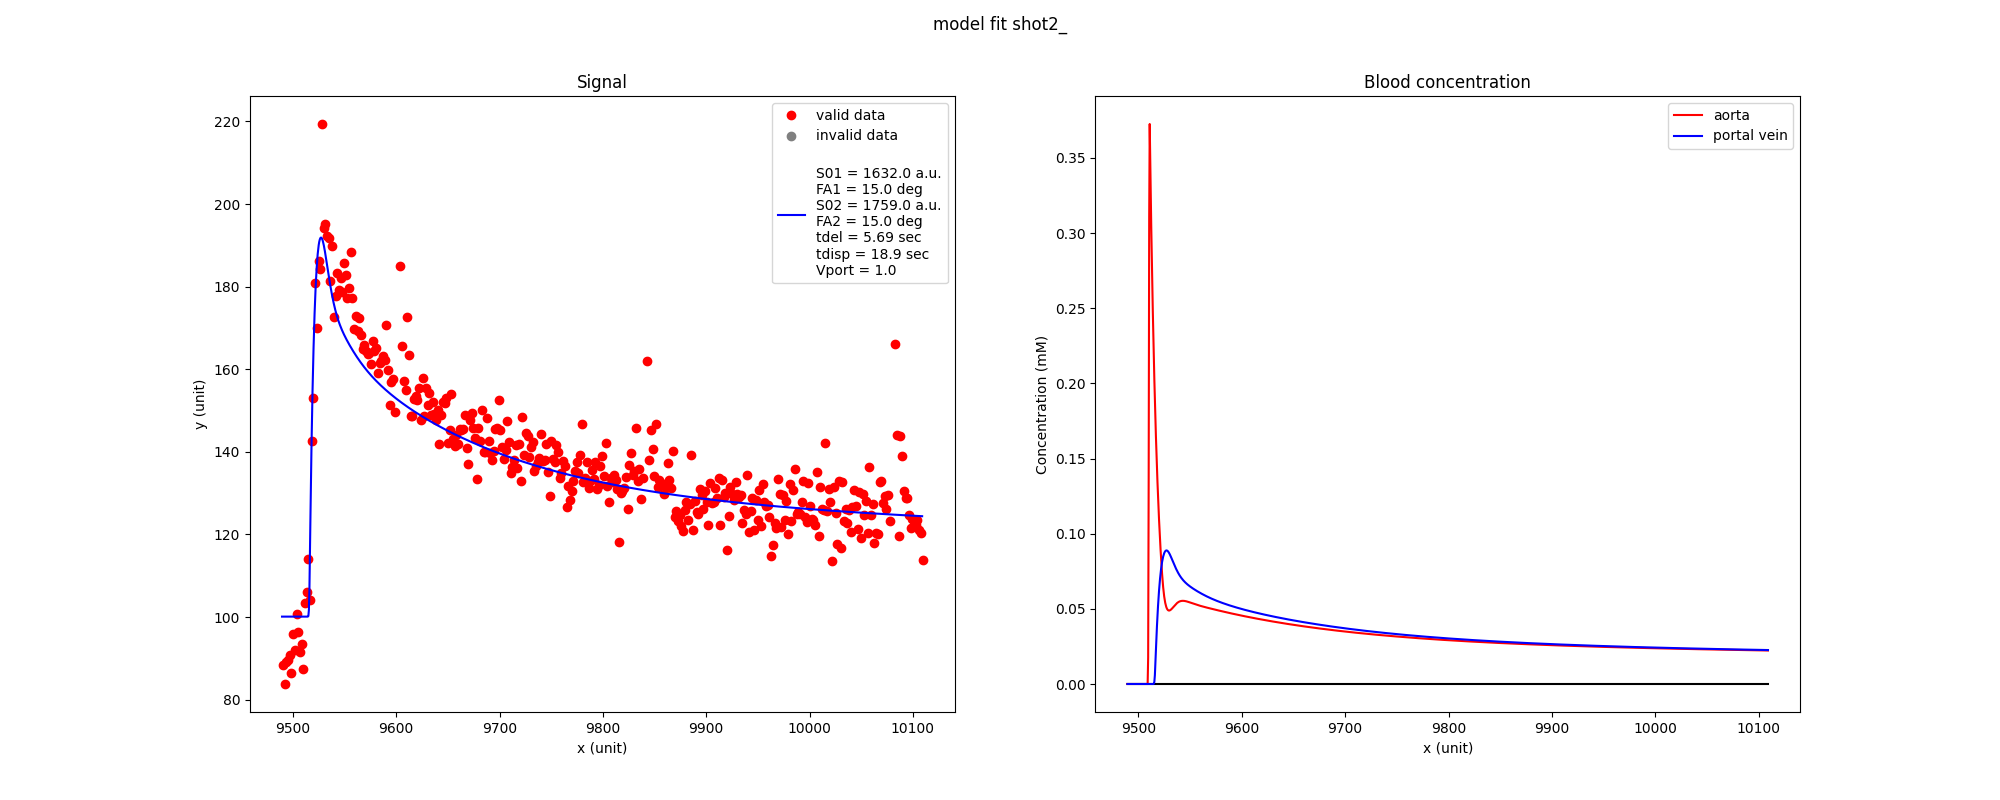 model fit shot2_
Signal
y (unit)
220
200
180
160
140
120
100
80
9500
9600
9700
9800
9900
10000
10100
x (unit)
valid data
invalid data
S01 = 1632.0 a.u.
FA1 = 15.0 deg
S02 = 1759.0 a.u.
FA2 = 15.0 deg
tdel = 5.69 sec
tdisp = 18.9 sec
Vport = 1.0
Blood concentration
Concentration (mM)
0.35
0.30
0.25
0.20
0.15
0.10
0.05
0.00
9500
9600
9700
9800
9900
10000
10100
x (unit)
aorta
portal vein